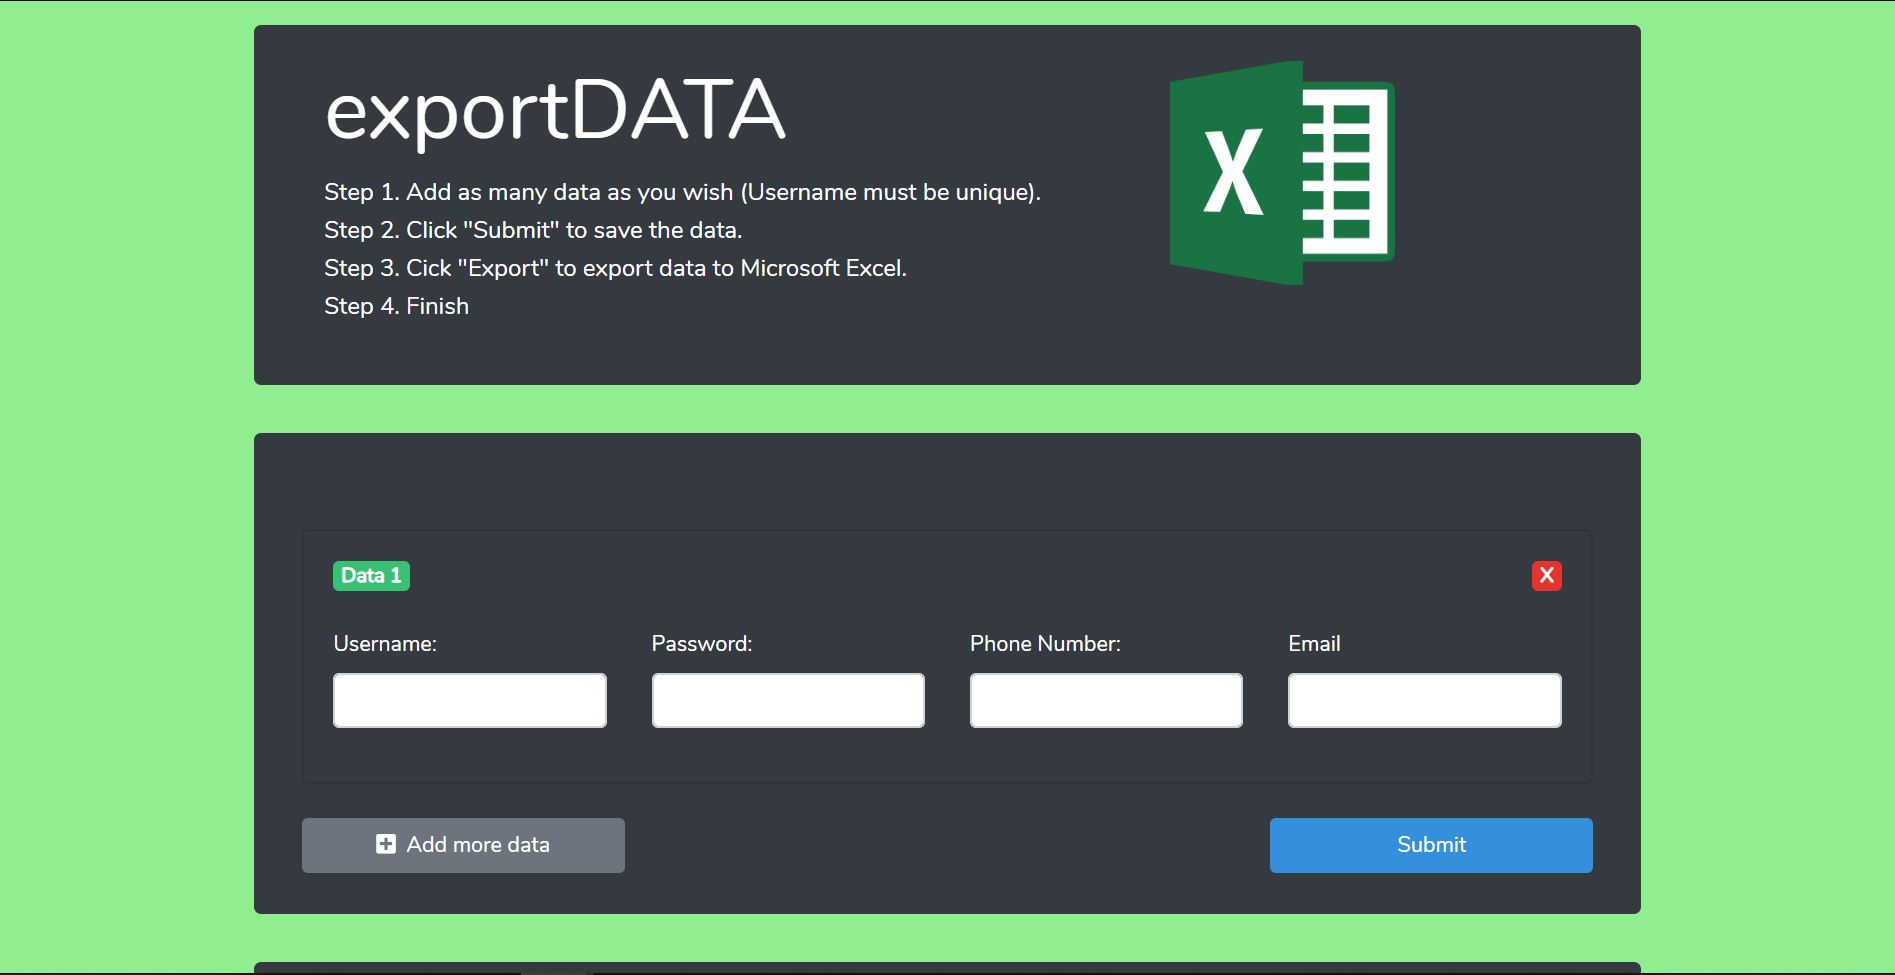 exportDATA
Step 1. Add as many data as you wish (Username must be unique).
Step 2. Click "Submit" to save the data.
Step 3. Cick "Export" to export data to Microsoft Excel.
Step 4. Finish
X
Data 1
X
Username:
Password:
Phone Number:
Email
Add more data
Submit